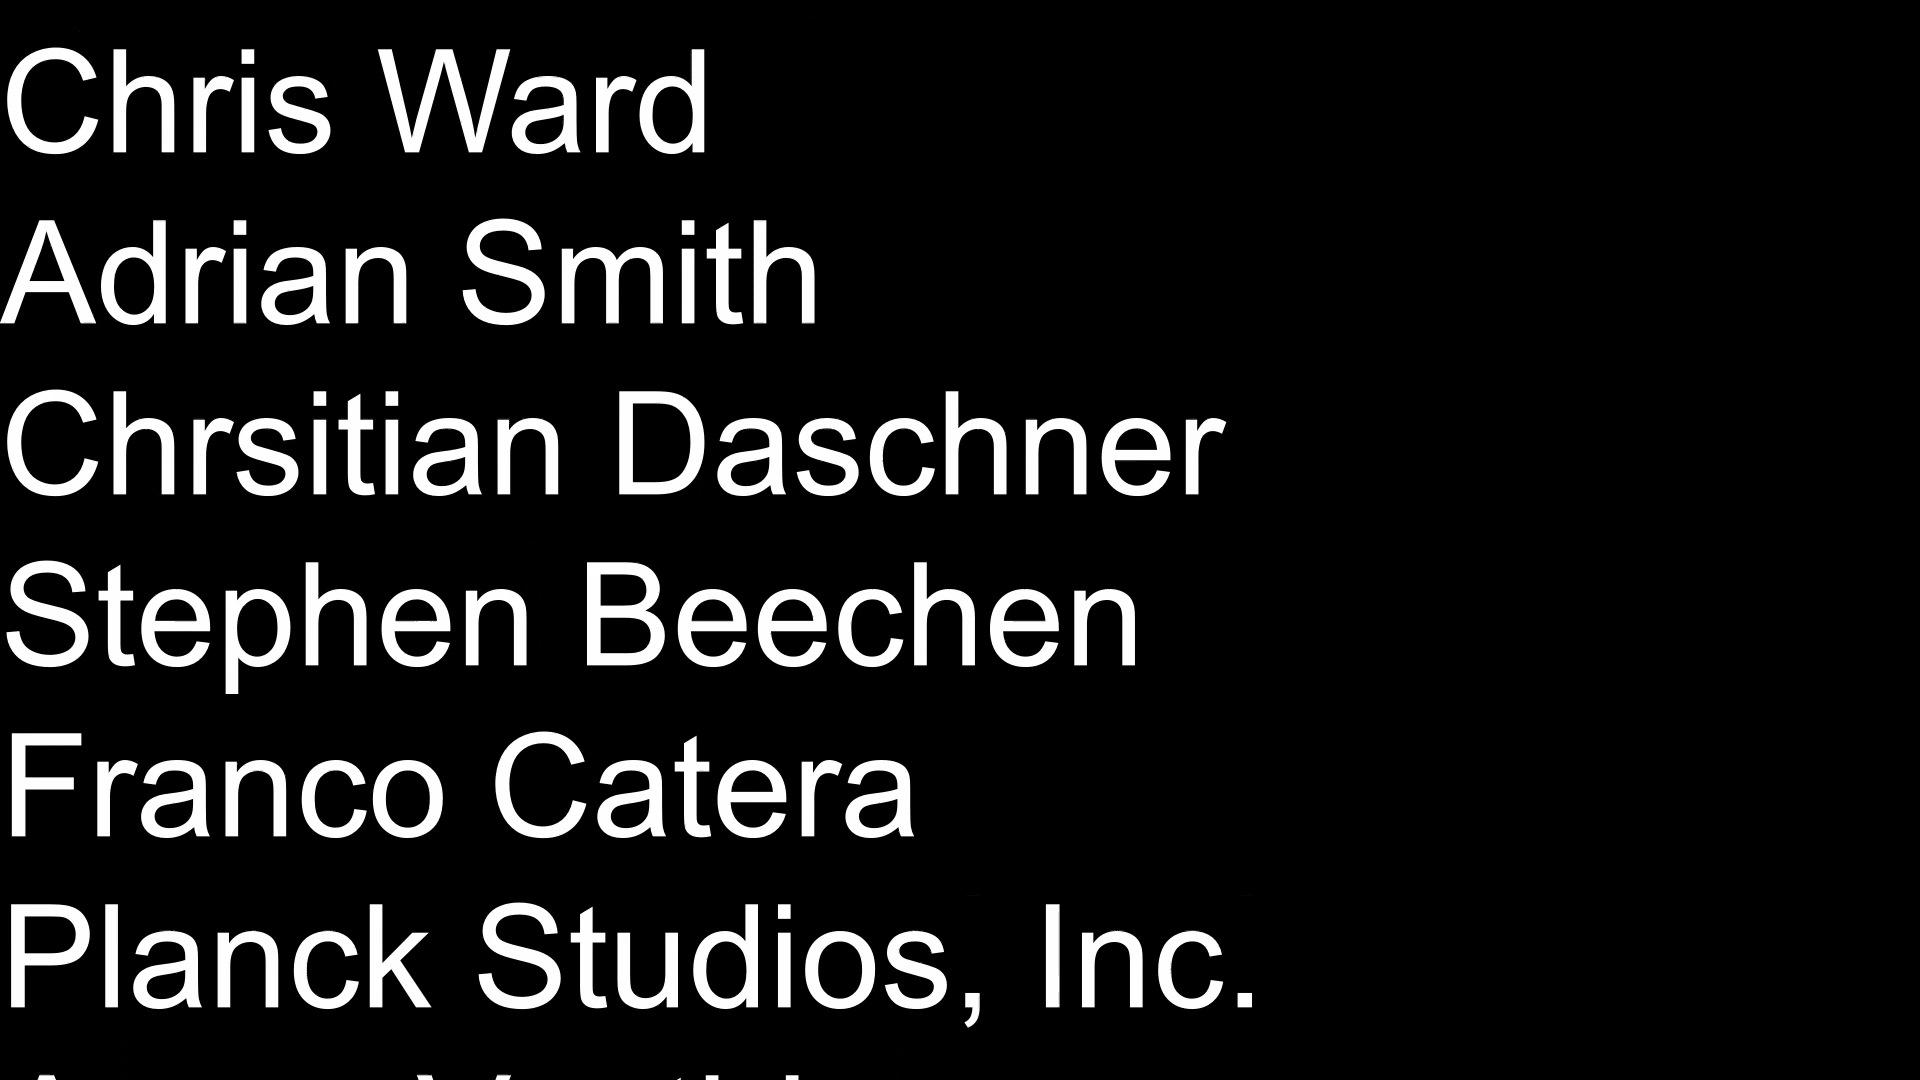 Chris Ward
Adrian Smith
Chrsitian Daschner
Stephen Beechen
Franco Catera
Planck Studios, Inc.